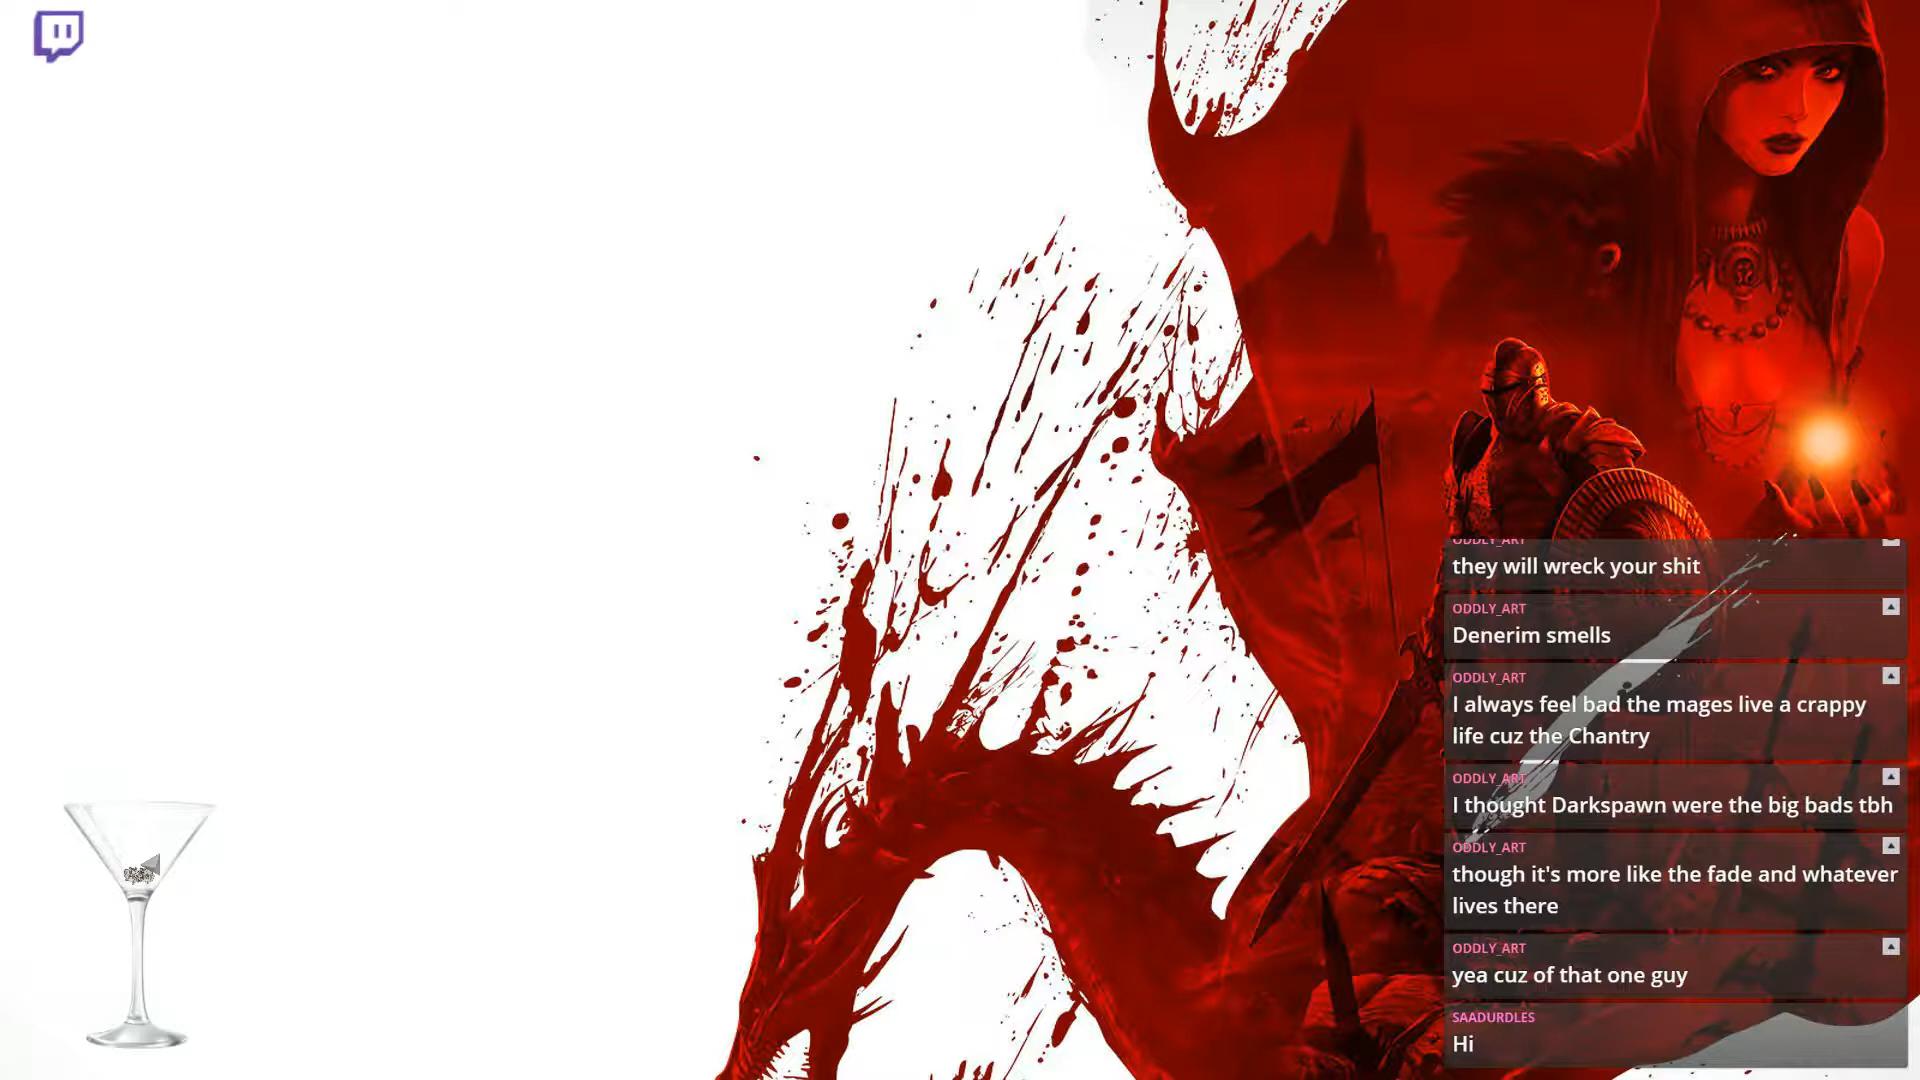 ODDLY_ART
they will wreck your shit
ODDLY_ART
Denerim smells
ODDLY_ART
I always feel bad the mages live a crappy
life cuz the Chantry
ODDLY_ART
I thought Darkspawn were the big bads tbh
ODDLY_ART
though it's more like the fade and whatever
lives there
ODDLY_ART
yea cuz of that one guy
SAADURDLES
Hi